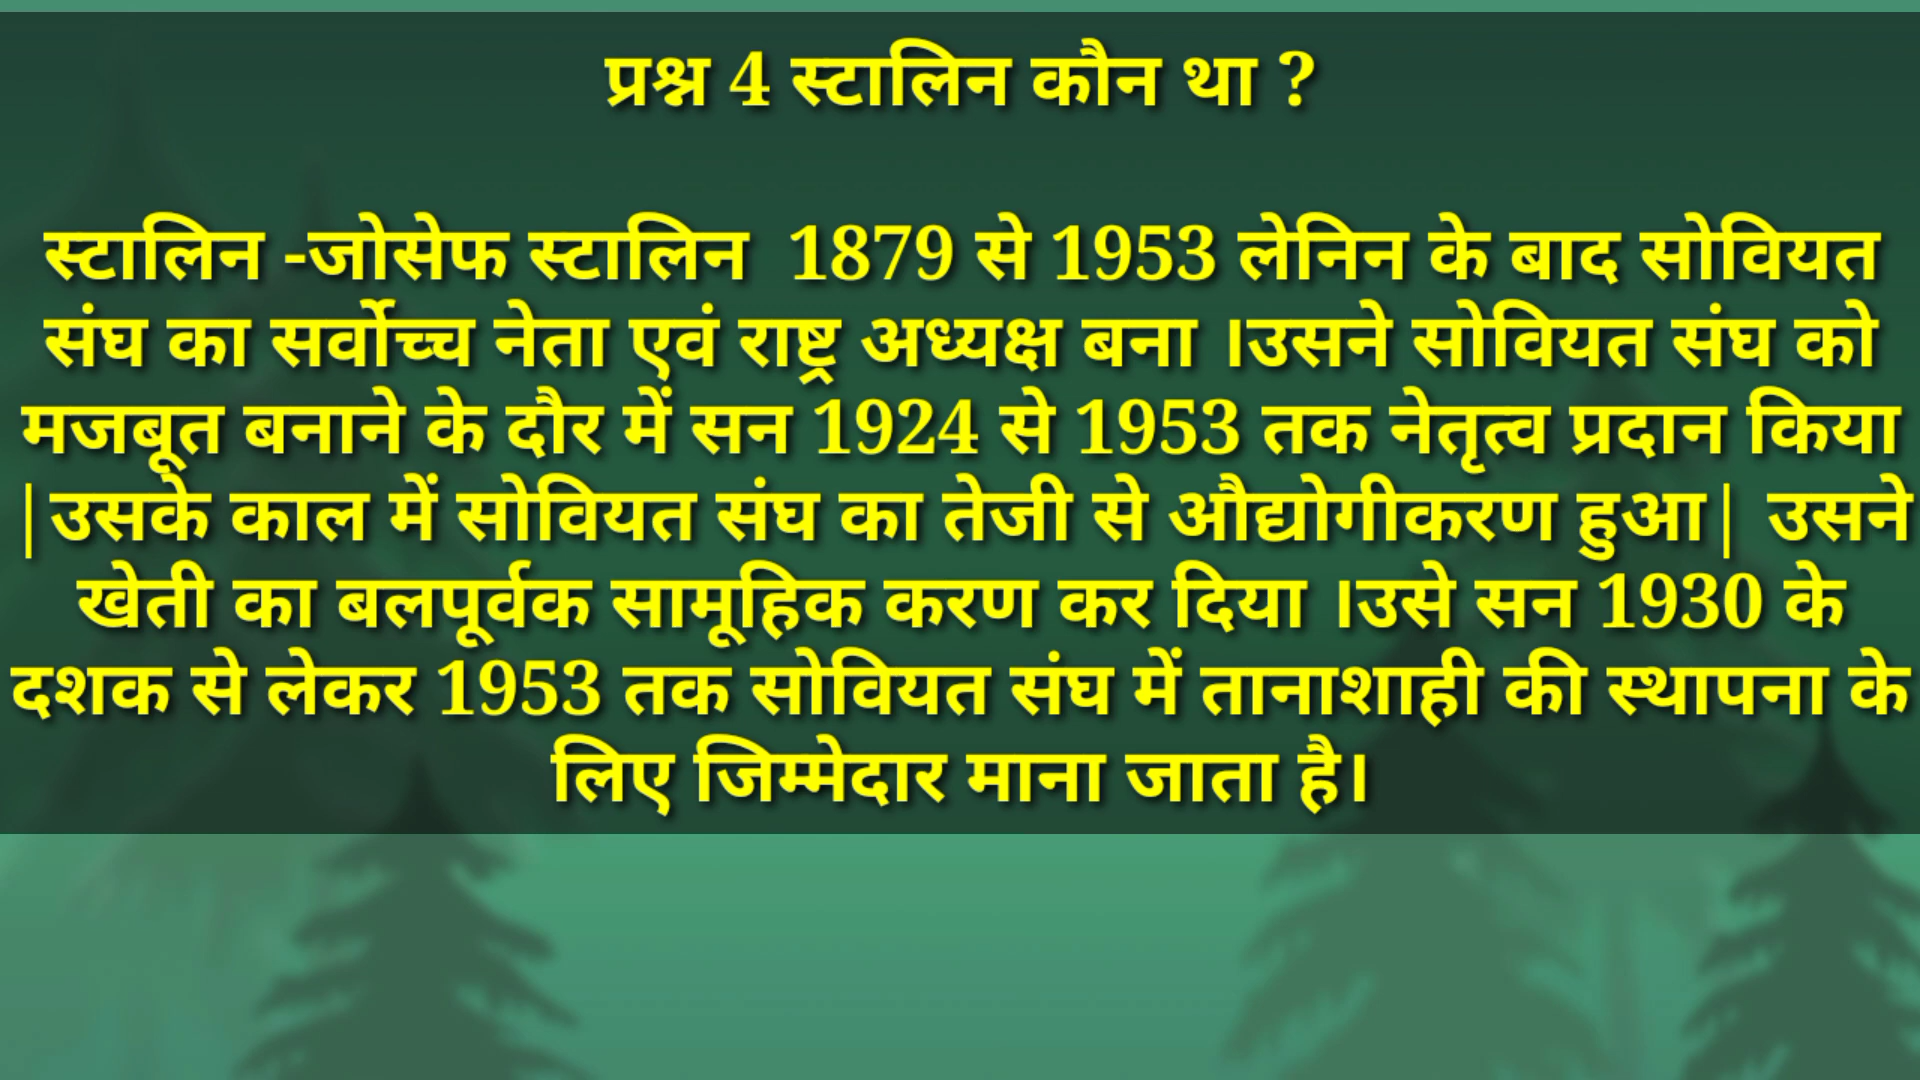 प्रश्न 4 स्टालिन कौन था ?
स्टालिन -जोसेफ स्टालिन  1879 से 1953 लेनिन के बाद सोवियत
संघ का सर्वोच्च नेता एवं राष्ट्र अध्यक्ष बना ।उसने सोवियत संघ को
मजबूत बनाने के दौर में सन 1924 से 1953 तक नेतृत्व प्रदान किया
|उसके काल में सोवियत संघ का तेजी से औद्योगीकरण हुआ| उसने
खेती का बलपूर्वक सामूहिक करण कर दिया ।उसे सन 1930 के
दशक से लेकर 1953 तक सोवियत संघ में तानाशाही की स्थापना के
लिए जिम्मेदार माना जाता है।